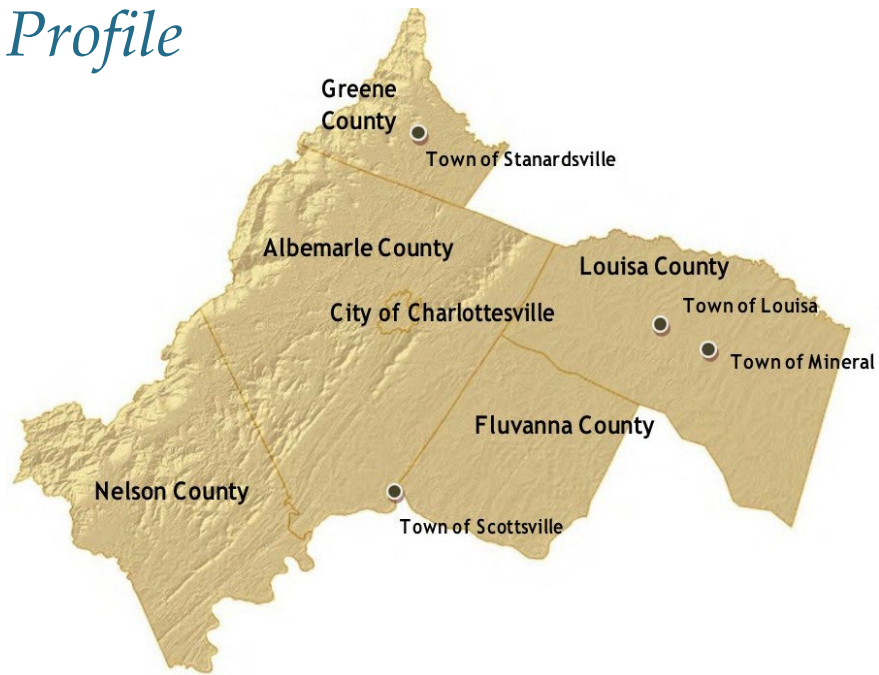 Profile
Greene
County
Town of Stanardsville
Albemarle County
Louisa County
Town of Louisa
City of Charlottesville
Town of Mineral
Fluvanna County
Nelson County
Town of Scottsville